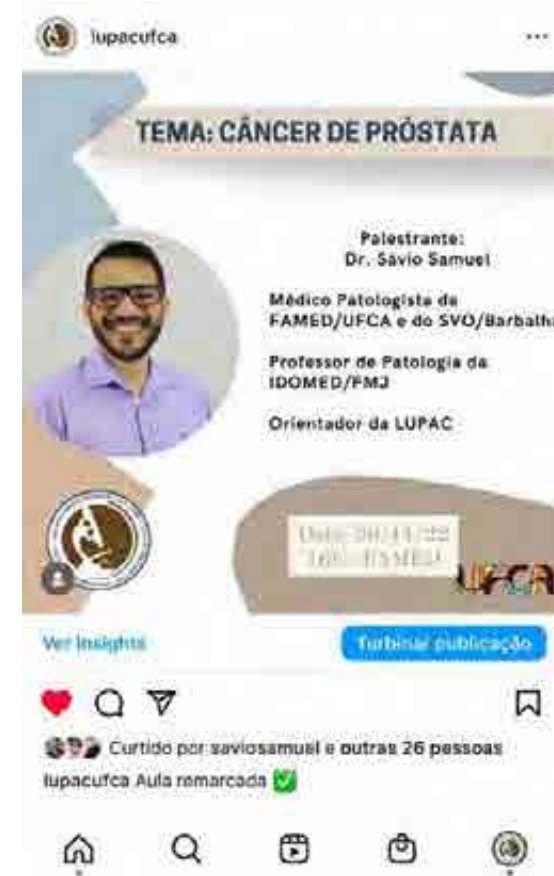 lupacufca
TEMA: CÂNCER DE PRÓSTATA
Palestrante:
Dr. Sávio Samuel
Médico Patologista da
FAMED/UFCA e do SVO/Barbalha
Professor de Patologia da
IDOMED/FMJ
Orientador da LUPAC
UFCA
Ver Insights
Turbinar publicação
Curtido por saviosamuel e outras 26 pessoas
lupacufca Aula remarcada